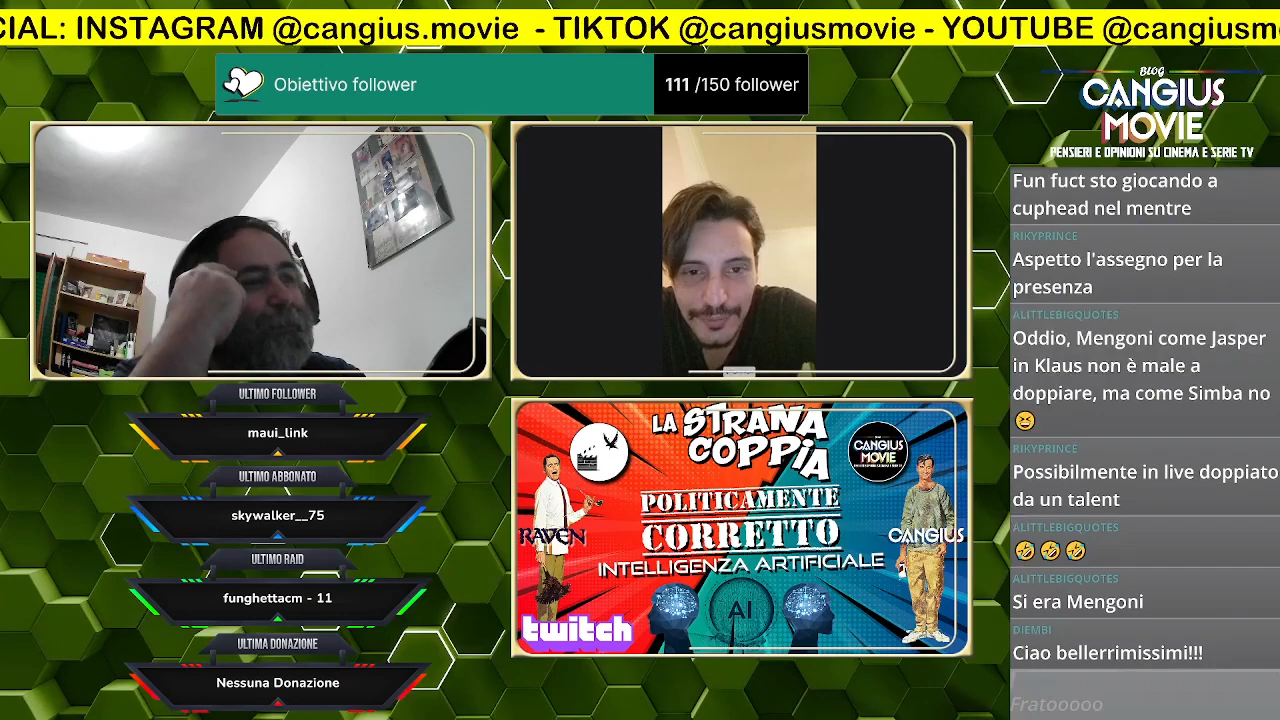 CIAL: INSTAGRAM @cangius.movie - TIKTOK @cangiusmovie - YOUTUBE @cangiusm
Obiettivo follower
111 /150 follower
BLOG
CANGIUS
MOVIE
PENSIERI E OPINIONI SU CINEMA E SERIE TV
Fun fuct sto giocando a
cuphead nel mentre
RIKYPRINCE
Aspetto l'assegno per la
presenza
ALITTLEBIGQUOTES
Oddio, Mengoni come Jasper
in Klaus non è male a
doppiare, ma come Simba no
😆
RIKYPRINCE
Possibilmente in live doppiato
da un talent
ALITTLEBIGQUOTES
🤣 🤣 🤣
ALITTLEBIGQUOTES
Si era Mengoni
DIEMBI
Ciao bellerrimissimi!!!
Fratooooo
ULTIMO FOLLOWER
maui_link
ULTIMO ABBONATO
skywalker__75
ULTIMO RAID
funghettacm - 11
ULTIMA DONAZIONE
Nessuna Donazione
LA STRANA
COPPIA
CANGIUS
MOVIE
POLITICAMENTE
CORRETTO
RAVEN
CANGIUS
INTELLIGENZA ARTIFICIALE
AI
twitch